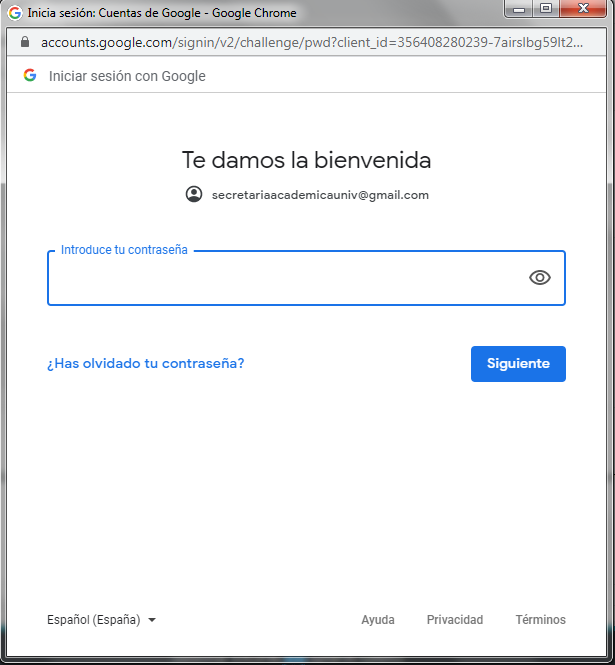 Inicia sesión: Cuentas de Google - Google Chrome
accounts.google.com/signin/v2/challenge/pwd?client_id=356408280239-7airslbg59lt2...
Iniciar sesión con Google
Te damos la bienvenida
secretariaacademicauniv@gmail.com
Introduce tu contraseña
¿Has olvidado tu contraseña?
Siguiente
Español (España)
Ayuda
Privacidad
Términos